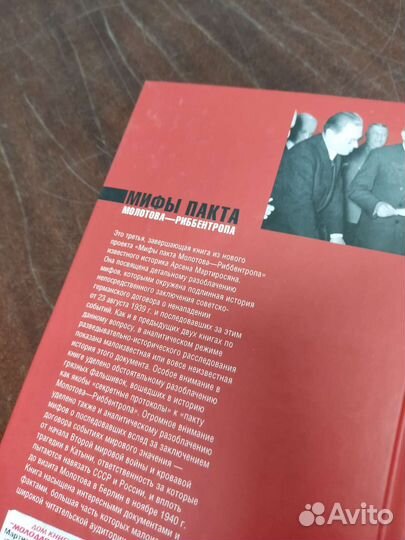 МИФЫ ПАКТА
МОЛОТОВА—РИББЕНТРОПА
Это третья, завершающая книга из нового
проекта «Мифы пакта Молотова—Риббентропа»
известного историка Арсена Мартиросяна.
Она посвящена детальному разоблачению
мифов, которыми окружена подлинная история
непосредственного заключения советско-
германского договора о ненападении
от 23 августа 1939 г. и последовавших за этим
событий. Как и в предыдущих двух книгах по
данному вопросу, в аналитическом режиме
разведывательно-исторического расследования
показана малоизвестная или вовсе неизвестная
история этого документа. Особое внимание в
книге уделено обстоятельному разоблачению
грязных фальшивок, вошедших в историю
как якобы «секретные протоколы» к «пакту
Молотова—Риббентропа». Огромное внимание
уделено также и аналитическому разоблачению
мифов о последовавших вслед за заключением
договора событиях мирового значения —
от начала Второй мировой войны и кровавой
трагедии в Катыни, ответственность за которые
пытаются навязать СССР и России, и вплоть
до визита Молотова в Берлин в ноябре 1940 г.
Книга насыщена интересными документами и
фактами, большая часть которых малоиз
широкой читательской аудитории
ДОМ КНИГ
Avito